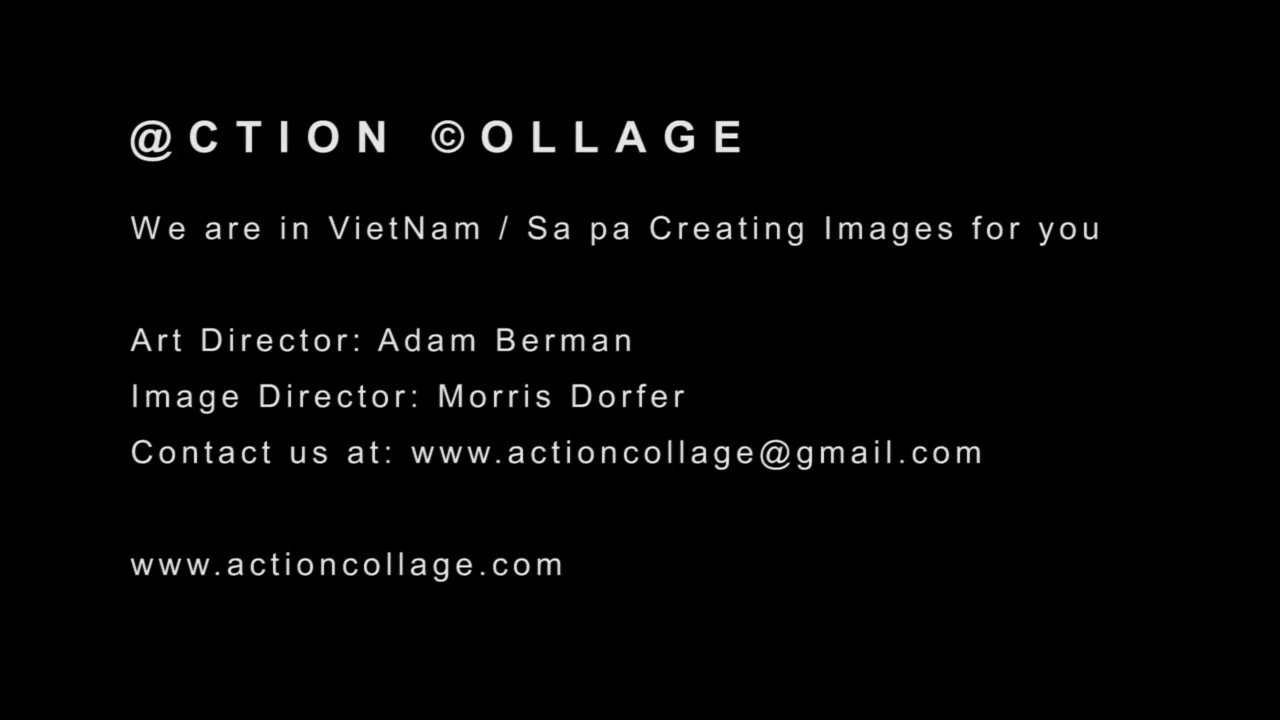 @CTION ©OLLAGE
We are in VietNam / Sa pa Creating Images for you
Art Director: Adam Berman
Image Director: Morris Dorfer
Contact us at: www.actioncollage@gmail.com
www.actioncollage.com